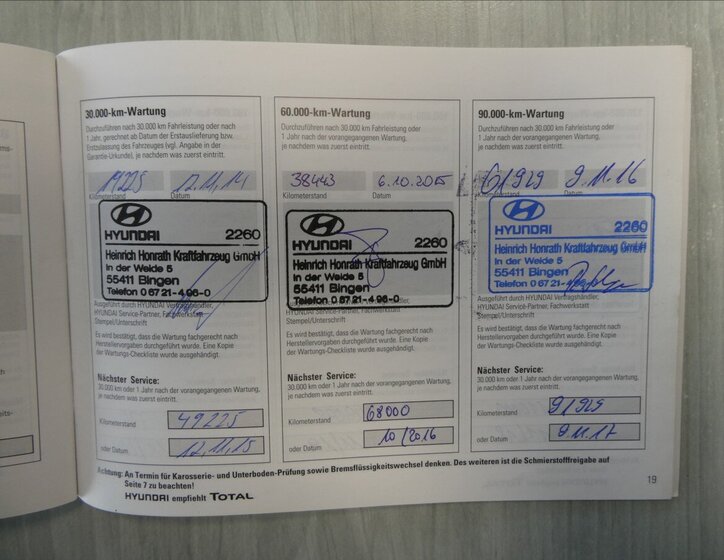 30.000-km-Wartung
Durchzuführen nach 30.000 km Fahrleistung oder nach
1 Jahr, gerechnet ab Datum der Erstauslieferung bzw.
Erstzulassung des Fahrzeuges (vgl. Angabe in der
Garantie-Urkunde), je nachdem was zuerst eintritt.
19225 12.11.14
Kilometerstand Datum
HYUNDAI 2260
Heinrich Honrath Kraftfahrzeug GmbH
In der Weide 5
55411 Bingen
Telefon 0 67 21-4 96-0
Ausgeführt durch HYUNDAI Vertragshändler,
HYUNDAI Service-Partner, Fachwerkstatt
Stempel/Unterschrift
Es wird bestätigt, dass die Wartung fachgerecht nach
Herstellervorgaben durchgeführt wurde. Eine Kopie
der Wartungs-Checkliste wurde ausgehändigt.
Nächster Service:
30.000 km oder 1 Jahr nach der vorangegangenen Wartung,
je nachdem was zuerst eintritt.
Kilometerstand 49225
oder Datum 12.11.15
60.000-km-Wartung
Durchzuführen nach 30.000 km Fahrleistung oder
1 Jahr nach der vorangegangenen Wartung,
je nachdem was zuerst eintritt.
38443 6.10.2015
Kilometerstand Datum
HYUNDAI 2260
Heinrich Honrath Kraftfahrzeug GmbH
In der Weide 5
55411 Bingen
Telefon 0 67 21-4 96-0
HYUNDAI Service-Partner, Fachwerkstatt
Stempel/Unterschrift
Es wird bestätigt, dass die Wartung fachgerecht nach
Herstellervorgaben durchgeführt wurde. Eine Kopie
der Wartungs-Checkliste wurde ausgehändigt.
Nächster Service:
30.000 km oder 1 Jahr nach der vorangegangenen Wartung,
je nachdem was zuerst eintritt.
Kilometerstand 68000
oder Datum 10/2016
90.000-km-Wartung
Durchzuführen nach 30.000 km Fahrleistung oder
1 Jahr nach der vorangegangenen Wartung,
je nachdem was zuerst eintritt.
61929 9.11.16
Kilometerstand Datum
HYUNDAI 2260
Heinrich Honrath Kraftfahrzeug GmbH
In der Weide 5
55411 Bingen
Telefon 0 67 21-4 96-0
Ausgeführt durch HYUNDAI Vertragshändler,
HYUNDAI Service-Partner, Fachwerkstatt
Stempel/Unterschrift
Es wird bestätigt, dass die Wartung fachgerecht nach
Herstellervorgaben durchgeführt wurde. Eine Kopie
der Wartungs-Checkliste wurde ausgehändigt.
Nächster Service:
30.000 km oder 1 Jahr nach der vorangegangenen Wartung,
je nachdem was zuerst eintritt.
Kilometerstand 91929
oder Datum 9.11.17
Achtung: An Termin für Karosserie- und Unterboden-Prüfung sowie Bremsflüssigkeitswechsel denken. Des weiteren ist die Schmierstofffreigabe auf
Seite 7 zu beachten!
HYUNDAI empfiehlt TOTAL
19